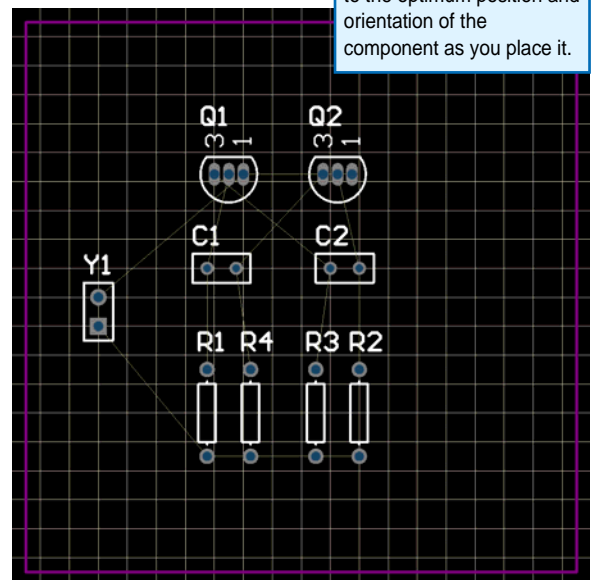 to the optimum position and
orientation of the
component as you place it.
Q1 Q2
3 1 3 1
C1 C2
Y1
R1 R4 R3 R2